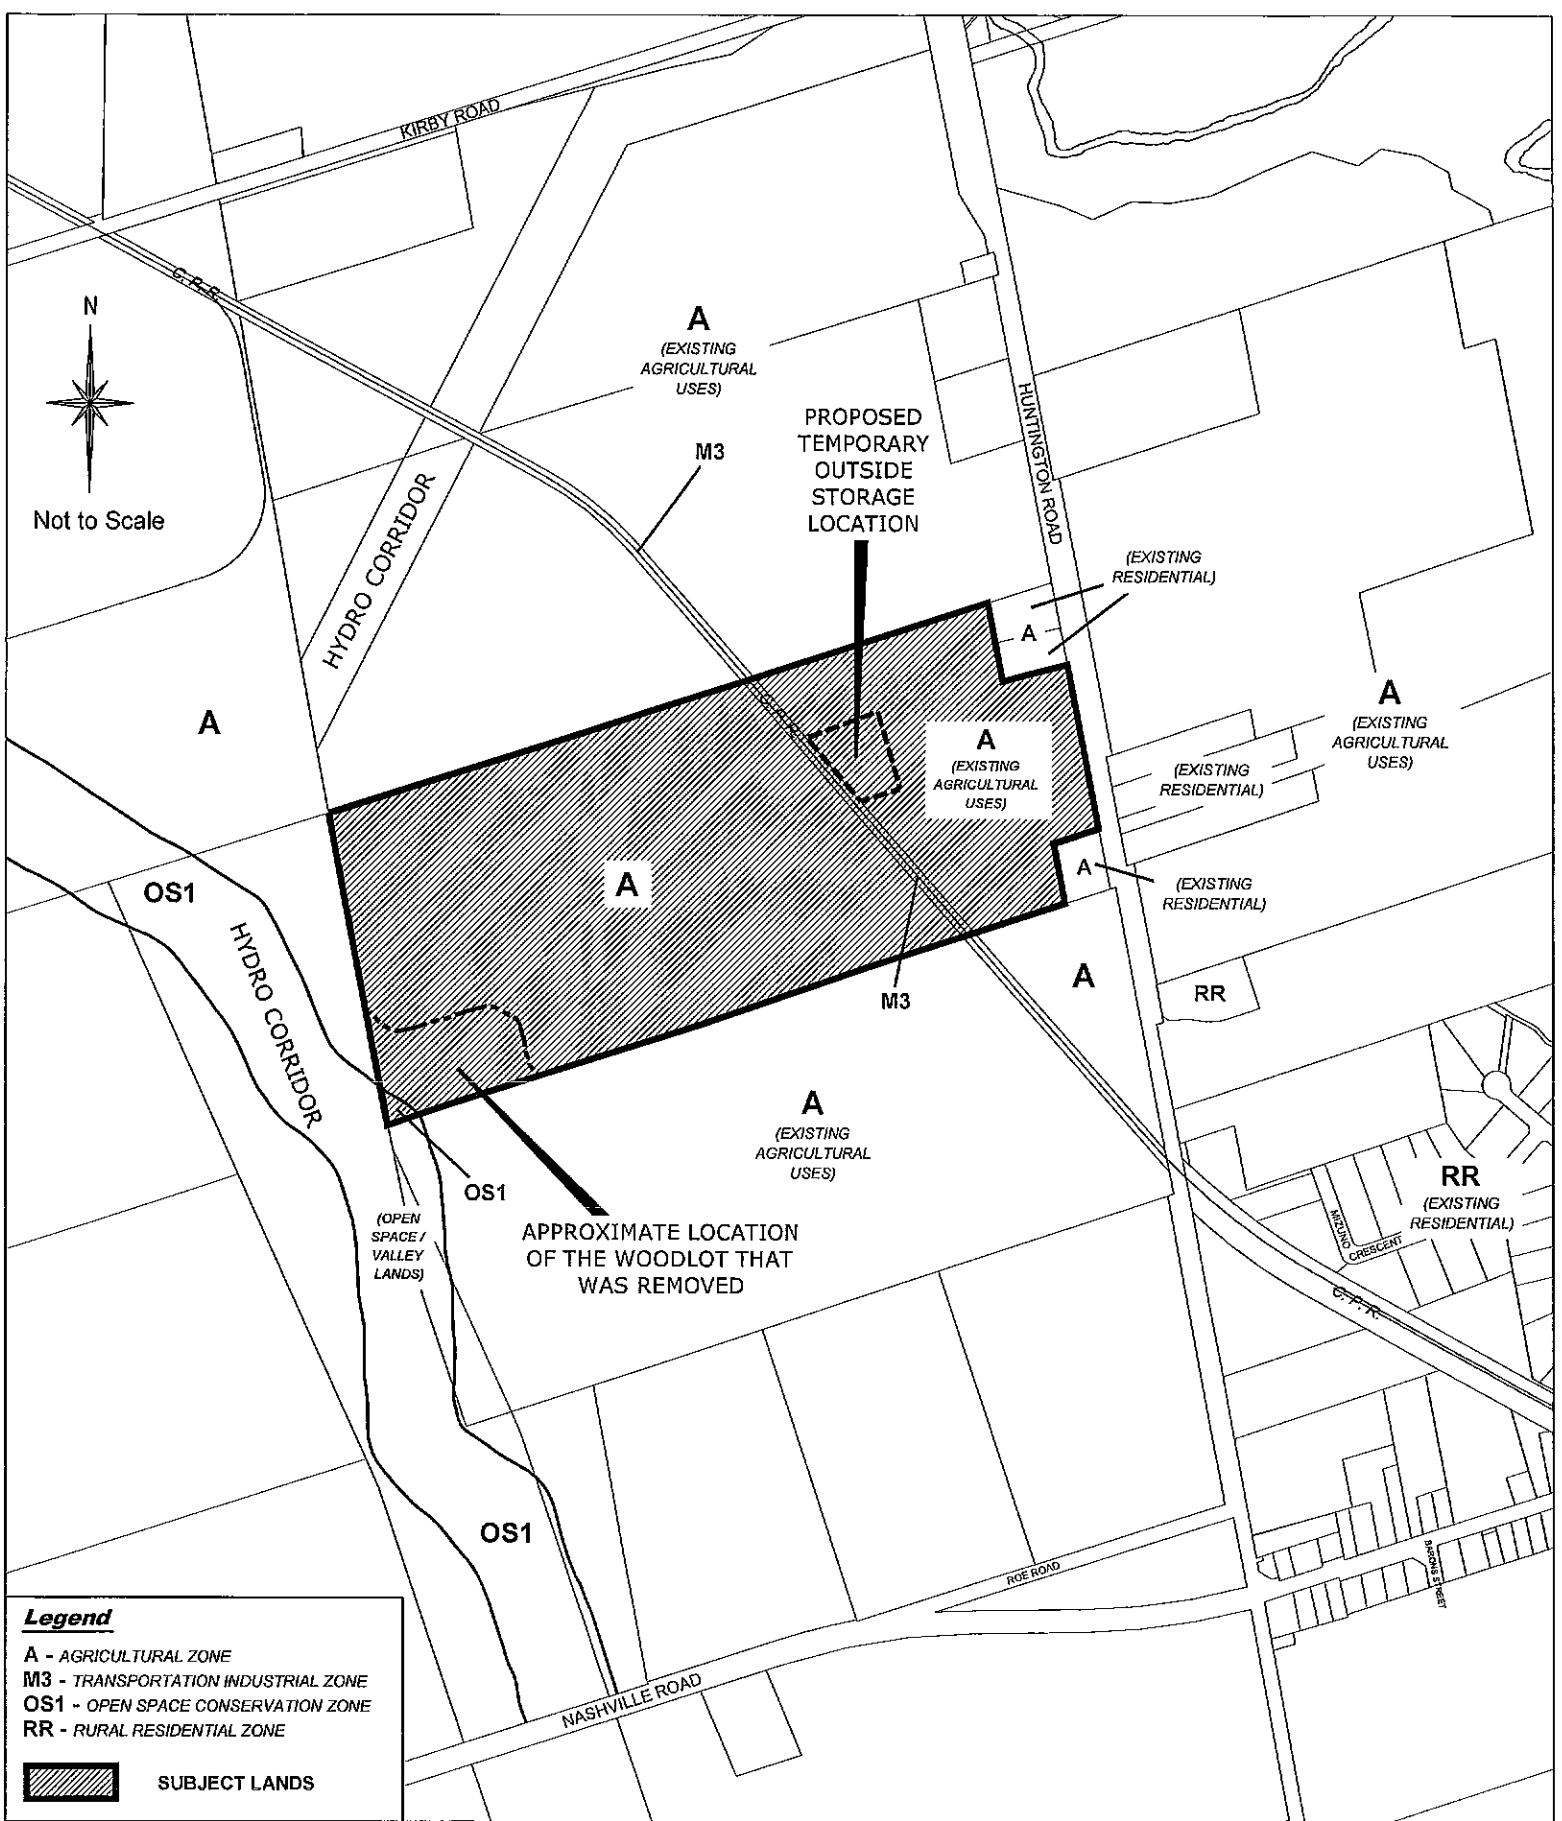 KIRBY ROAD
C. P. R.
N
Not to Scale
A
(EXISTING
AGRICULTURAL
USES)
M3
HYDRO CORRIDOR
PROPOSED
TEMPORARY
OUTSIDE
STORAGE
LOCATION
HUNTINGTON ROAD
(EXISTING
RESIDENTIAL)
A
A
A
(EXISTING
AGRICULTURAL
USES)
C. P. R.
A
(EXISTING
AGRICULTURAL
USES)
(EXISTING
RESIDENTIAL)
A
A
(EXISTING
RESIDENTIAL)
OS1
HYDRO CORRIDOR
M3
A
RR
A
(EXISTING
AGRICULTURAL
USES)
OS1
(OPEN
SPACE /
VALLEY
LANDS)
APPROXIMATE LOCATION
OF THE WOODLOT THAT
WAS REMOVED
RR
(EXISTING
RESIDENTIAL)
MIZUNO
CRESCENT
C. P. R.
OS1
ROE ROAD
BARONS STREET
NASHVILLE ROAD
Legend
A - AGRICULTURAL ZONE
M3 - TRANSPORTATION INDUSTRIAL ZONE
OS1 - OPEN SPACE CONSERVATION ZONE
RR - RURAL RESIDENTIAL ZONE
SUBJECT LANDS